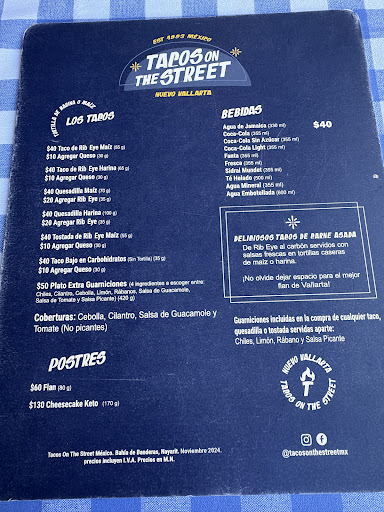 EST 1993 MÉXICO
TACOS ON
THE STREET
NUEVO VALLARTA
TORTILLA DE HARINA O MAÍZ
LOS TACOS
$40 Taco de Rib Eye Maíz (65 g)
$10 Agregar Queso (30 g)
$40 Taco de Rib Eye Harina (65 g)
$10 Agregar Queso (30 g)
$40 Quesadilla Maíz (70 g)
$20 Agregar Rib Eye (35 g)
$40 Quesadilla Harina (100 g)
$20 Agregar Rib Eye (35 g)
$40 Tostada de Rib Eye Maíz (55 g)
$10 Agregar Queso (30 g)
$40 Taco Bajo en Carbohidratos (Sin Tortilla) (35 g)
$10 Agregar Queso (30 g)
$50 Plato Extra Guarniciones (4 ingredientes a escoger entre:
Chiles, Cilantro, Cebolla, Limón, Rábanos, Salsa de Guacamole,
Salsa de Tomate y Salsa Picante) (420 g)
Coberturas: Cebolla, Cilantro, Salsa de Guacamole y
Tomate (No picantes)
POSTRES
$60 Flan (80 g)
$130 Cheesecake Keto (170 g)
BEBIDAS
Agua de Jamaica (330 ml)
$40
Coca-Cola (355 ml)
Coca-Cola Sin Azúcar (355 ml)
Coca-Cola Light (355 ml)
Fanta (355 ml)
Fresca (355 ml)
Sidral Mundet (355 ml)
Té Helado (500 ml)
Agua Mineral (355 ml)
Agua Embotellada (600 ml)
DELICIOSOS TACOS DE CARNE ASADA
De Rib Eye al carbón servidos con
salsas frescas en tortillas caseras
de maíz o harina.
¡No olvide dejar espacio para el mejor
flan de Vallarta!
Guarniciones incluidas en la compra de cualquier taco,
quesadilla o tostada servidas aparte:
Chiles, Limón, Rábano y Salsa Picante
NUEVO VALLARTA
TACOS ON THE STREET
@tacosonthestreetmx
Tacos On The Street México. Bahía de Banderas, Nayarit. Noviembre 2024.
precios incluyen I.V.A. Precios en M.N.